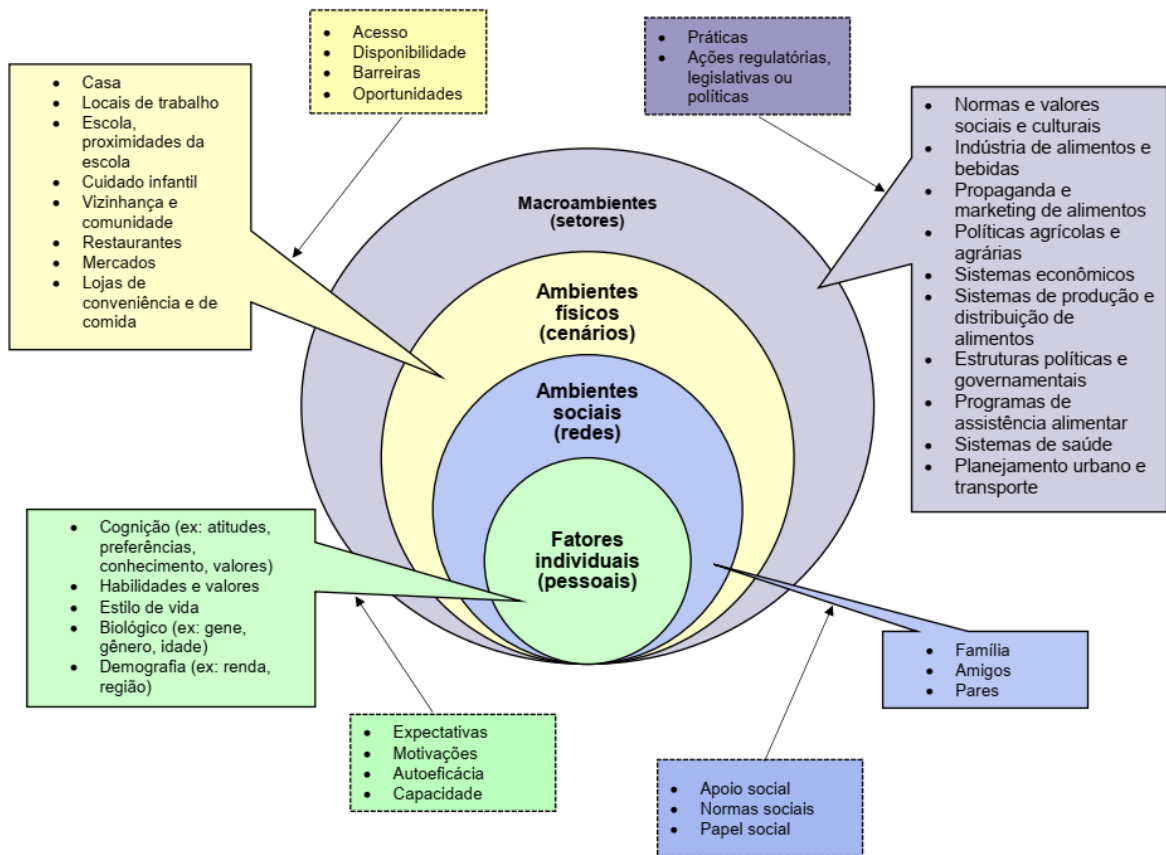 • Acesso
• Disponibilidade
• Barreiras
• Oportunidades
• Práticas
• Ações regulatórias,
legislativas ou
políticas
• Casa
• Locais de trabalho
• Escola,
proximidades da
escola
• Cuidado infantil
• Vizinhança e
comunidade
• Restaurantes
• Mercados
• Lojas de
conveniência e de
comida
• Normas e valores
sociais e culturais
• Indústria de alimentos e
bebidas
• Propaganda e
marketing de alimentos
• Políticas agrícolas e
agrárias
• Sistemas econômicos
• Sistemas de produção e
distribuição de
alimentos
• Estruturas políticas e
governamentais
• Programas de
assistência alimentar
• Sistemas de saúde
• Planejamento urbano e
transporte
Macroambientes
(setores)
Ambientes
físicos
(cenários)
Ambientes
sociais
(redes)
Fatores
individuais
(pessoais)
• Cognição (ex: atitudes,
preferências,
conhecimento, valores)
• Habilidades e valores
• Estilo de vida
• Biológico (ex: gene,
gênero, idade)
• Demografia (ex: renda,
região)
• Família
• Amigos
• Pares
• Expectativas
• Motivações
• Autoeficácia
• Capacidade
• Apoio social
• Normas sociais
• Papel social